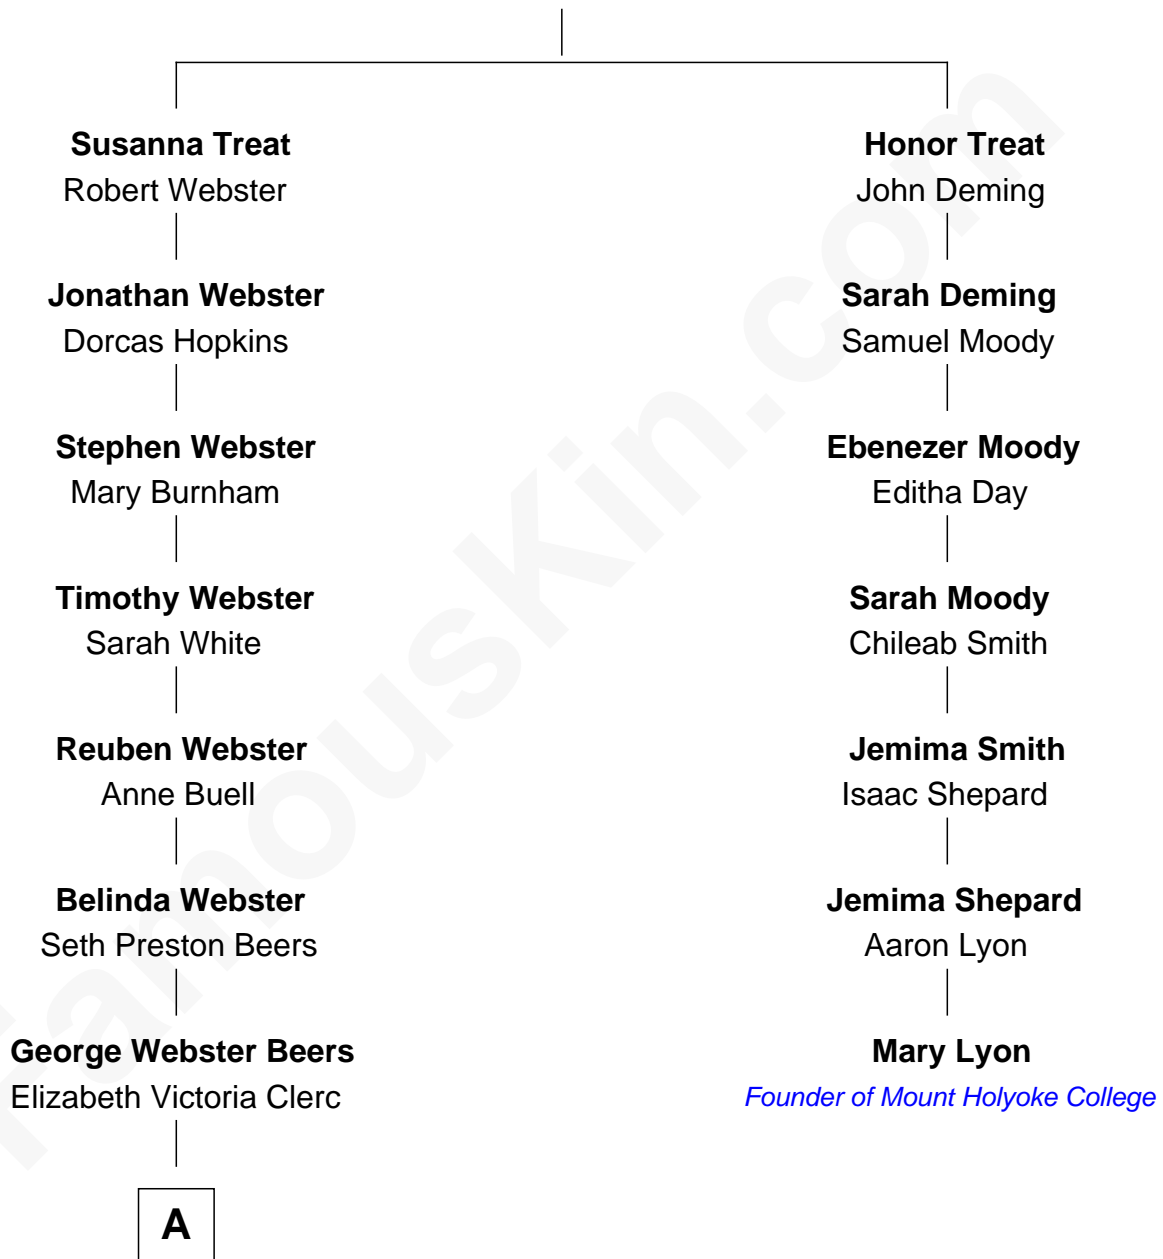 Susanna Treat
Robert Webster
Jonathan Webster
Dorcas Hopkins
Stephen Webster
Mary Burnham
Timothy Webster
Sarah White
Reuben Webster
Anne Buell
Belinda Webster
Seth Preston Beers
George Webster Beers
Elizabeth Victoria Clerc
A
Honor Treat
John Deming
Sarah Deming
Samuel Moody
Ebenezer Moody
Editha Day
Sarah Moody
Chileab Smith
Jemima Smith
Isaac Shepard
Jemima Shepard
Aaron Lyon
Mary Lyon
Founder of Mount Holyoke College
FamousKin.com